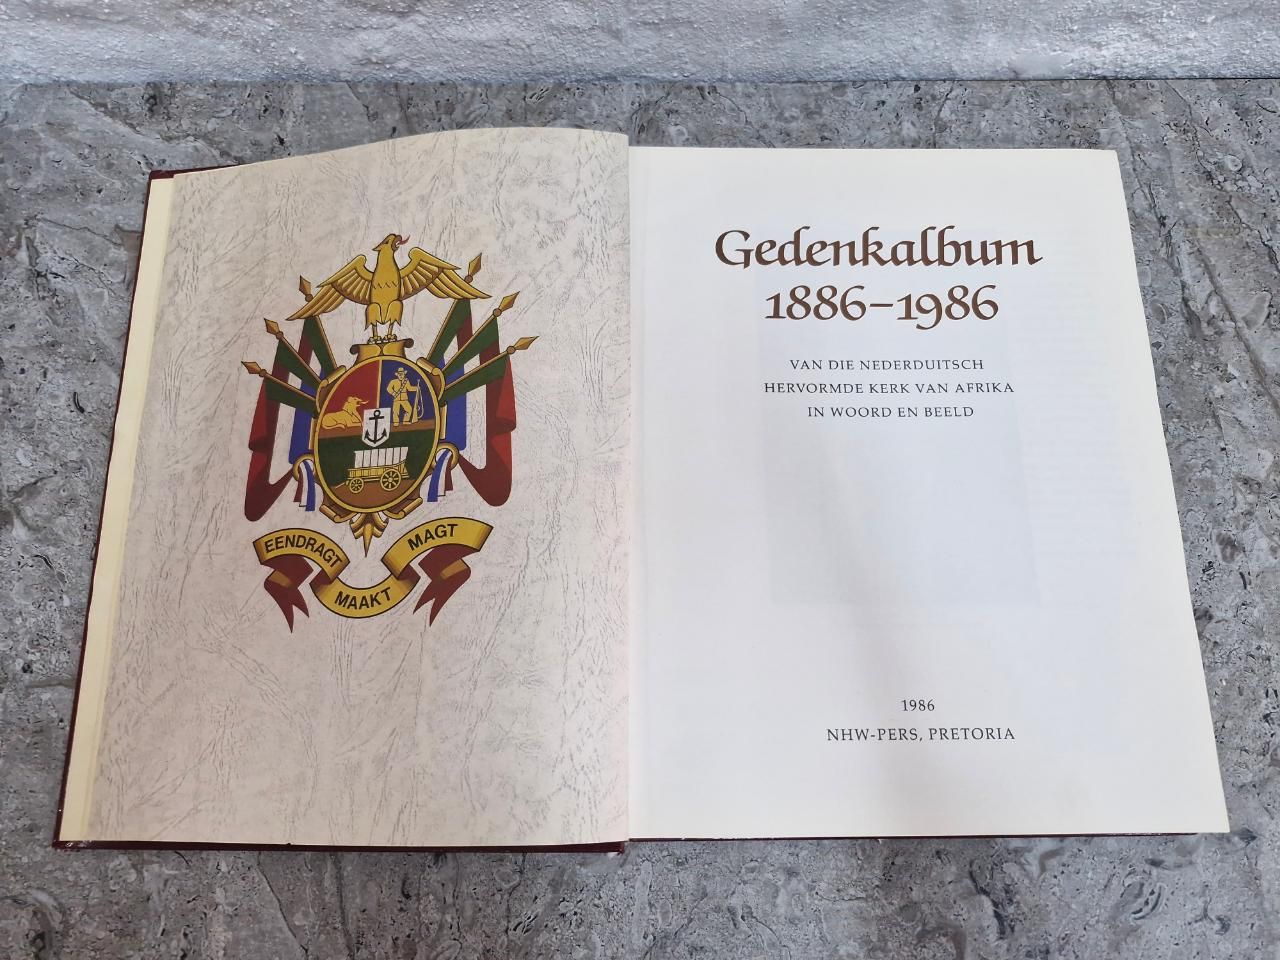 EENDRAGT
MAAKT
MAGT
Gedenkalbum
1886–1986
VAN DIE NEDERDUITSCH
HERVORMDE KERK VAN AFRIKA
IN WOORD EN BEELD
1986
NHW-PERS, PRETORIA